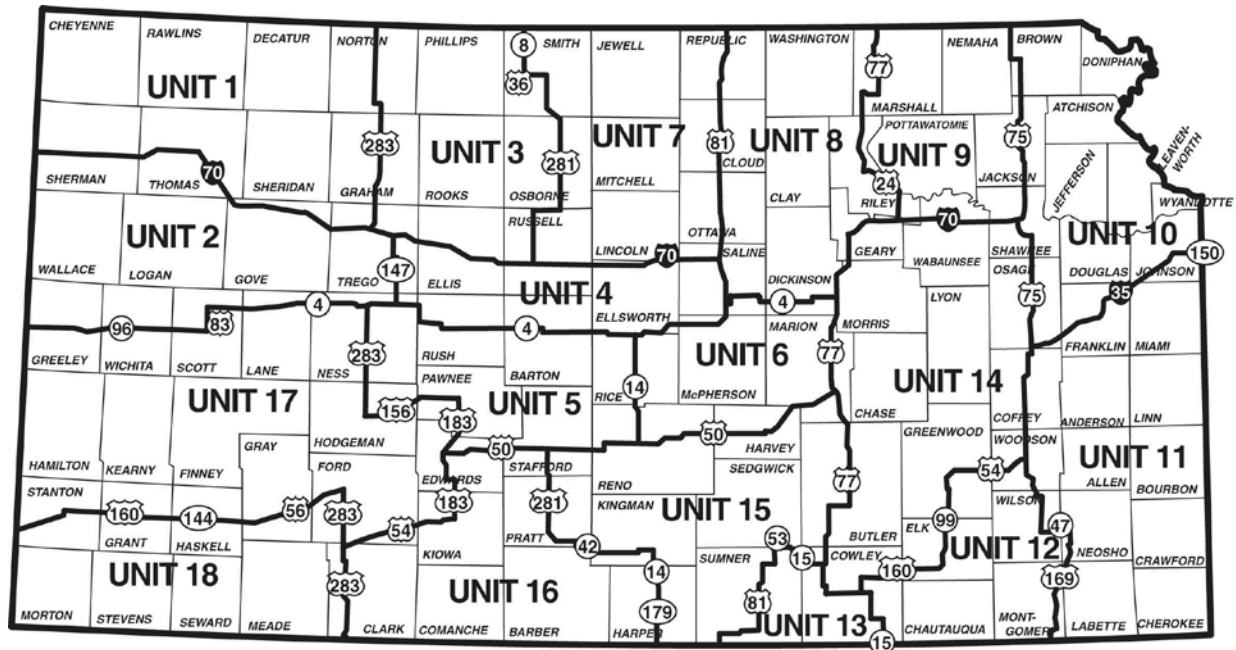 CHEYENNE RAWLINS DECATUR NORTON PHILLIPS 8 SMITH JEWELL REPUBLIC WASHINGTON NEMAHA BROWN
DONIPHAN
36 77 MARSHALL ATCHISON
UNIT 1
POTTAWATOMIE
283 UNIT 3 281 UNIT 7 81 UNIT 8 UNIT 9 75 LEAVEN-
WORTH
CLOUD
SHERMAN THOMAS 70 SHERIDAN GRAHAM ROOKS OSBORNE MITCHELL CLAY 24 RILEY JACKSON JEFFERSON WYANDOTTE
RUSSELL
UNIT 2 OTTAWA 70 UNIT 10
LINCOLN 70 SALINE GEARY SHAWNEE 150
WALLACE LOGAN GOVE TREGO 147 ELLIS UNIT 4 DICKINSON WABAUNSEE OSAGE DOUGLAS JOHNSON
LYON 75 35
96 83 4 4 ELLSWORTH 4 MARION MORRIS
GREELEY WICHITA SCOTT LANE NESS 283 RUSH BARTON UNIT 6 77 FRANKLIN MIAMI
PAWNEE RICE 14 McPHERSON UNIT 14
UNIT 17 156 183 UNIT 5 CHASE COFFEY ANDERSON LINN
GRAY HODGEMAN 50 50 HARVEY GREENWOOD WOODSON
HAMILTON KEARNY FINNEY FORD EDWARDS STAFFORD RENO SEDGWICK 54 UNIT 11
STANTON ALLEN BOURBON
160 144 56 283 183 281 KINGMAN UNIT 15 77 WILSON
GRANT HASKELL 54 KIOWA PRATT 42 53 BUTLER ELK 99 UNIT 12 47 NEOSHO
SUMNER 15 COWLEY 160 CRAWFORD
UNIT 18 283 UNIT 16 14 169
81
MORTON STEVENS SEWARD MEADE CLARK COMANCHE BARBER HARPER 179 UNIT 13 15 CHAUTAUQUA MONT-
GOMERY LABETTE CHEROKEE